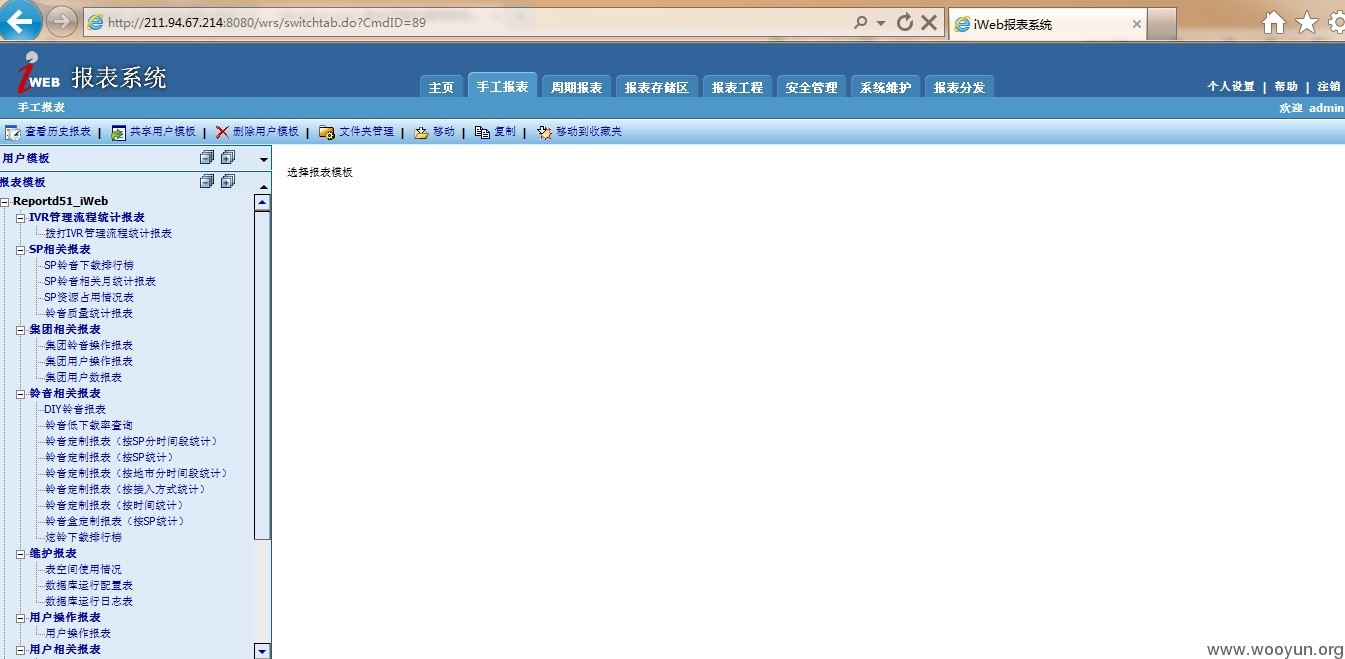 http://211.94.67.214:8080/wrs/switchtab.do?CmdID=89
iWeb报表系统
iWEB 报表系统
主页 手工报表 周期报表 报表存储区 报表工程 安全管理 系统维护 报表分发
个人设置 | 帮助 | 注销
手工报表
欢迎 admin
查看历史报表 | 共享用户模板 | 删除用户模板 | 文件夹管理 | 移动 | 复制 | 移动到收藏夹
用户模板
选择报表模板
报表模板
Reportd51_iWeb
IVR管理流程统计报表
拨打IVR管理流程统计报表
SP相关报表
SP铃音下载排行榜
SP铃音相关月统计报表
SP资源占用情况表
铃音质量统计报表
集团相关报表
集团铃音操作报表
集团用户操作报表
集团用户数报表
铃音相关报表
DIY铃音报表
铃音低下载率查询
铃音定制报表（按SP分时间段统计）
铃音定制报表（按SP统计）
铃音定制报表（按地市分时间段统计）
铃音定制报表（按接入方式统计）
铃音定制报表（按时间统计）
铃音盒定制报表（按SP统计）
炫铃下载排行榜
维护报表
表空间使用情况
数据库运行配置表
数据库运行日志表
用户操作报表
用户操作报表
用户相关报表
www.wooyun.org